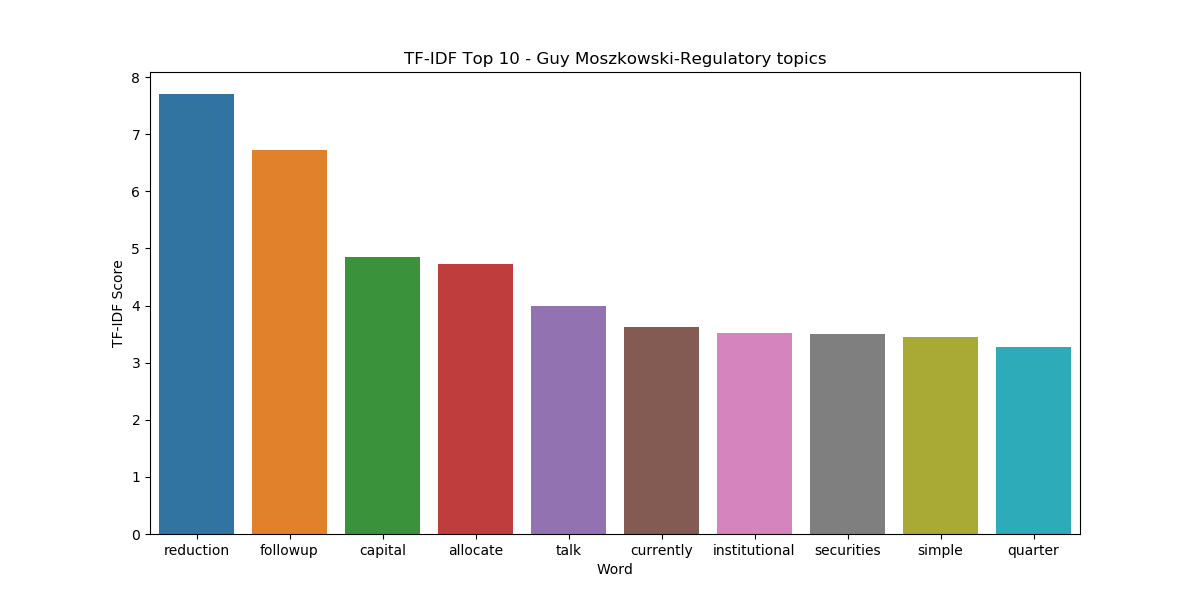 TF-IDF Top 10 - Guy Moszkowski-Regulatory topics
8
7
6
5
4
3
2
1
0
TF-IDF Score
reduction followup capital allocate talk currently institutional securities simple quarter
Word